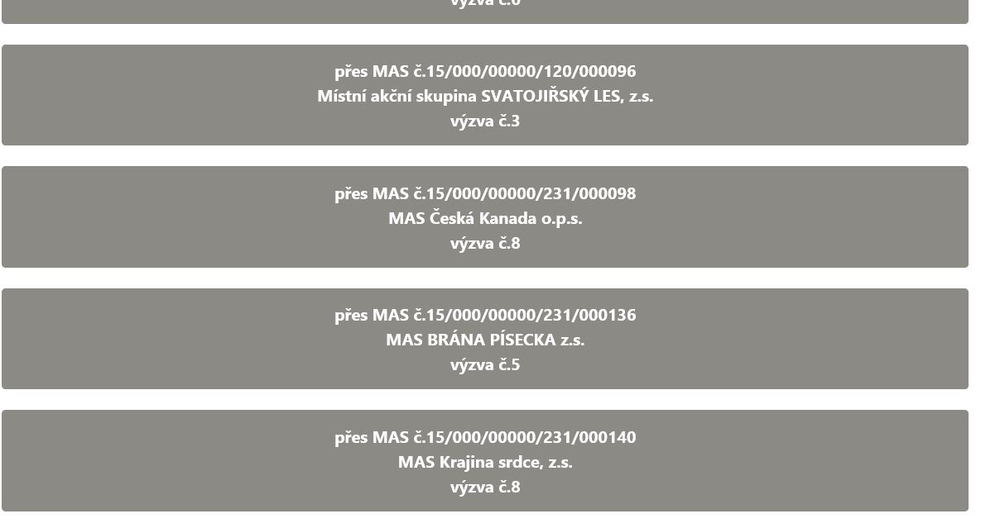 výzva č.6
přes MAS č.15/000/00000/120/000096
Místní akční skupina SVATOJIŘSKÝ LES, z.s.
výzva č.3
přes MAS č.15/000/00000/231/000098
MAS Česká Kanada o.p.s.
výzva č.8
přes MAS č.15/000/00000/231/000136
MAS BRÁNA PÍSECKA z.s.
výzva č.5
přes MAS č.15/000/00000/231/000140
MAS Krajina srdce, z.s.
výzva č.8